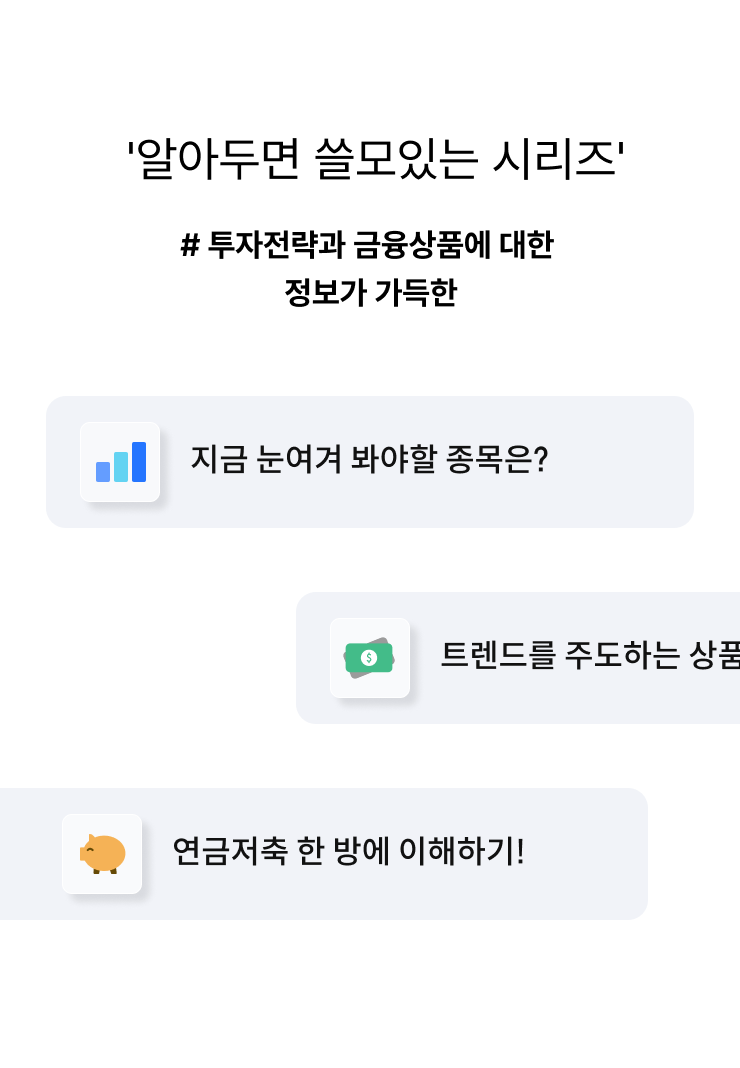 '알아두면 쓸모있는 시리즈'
# 투자전략과 금융상품에 대한
정보가 가득한
지금 눈여겨 봐야할 종목은?
트렌드를 주도하는 상품
연금저축 한 방에 이해하기!